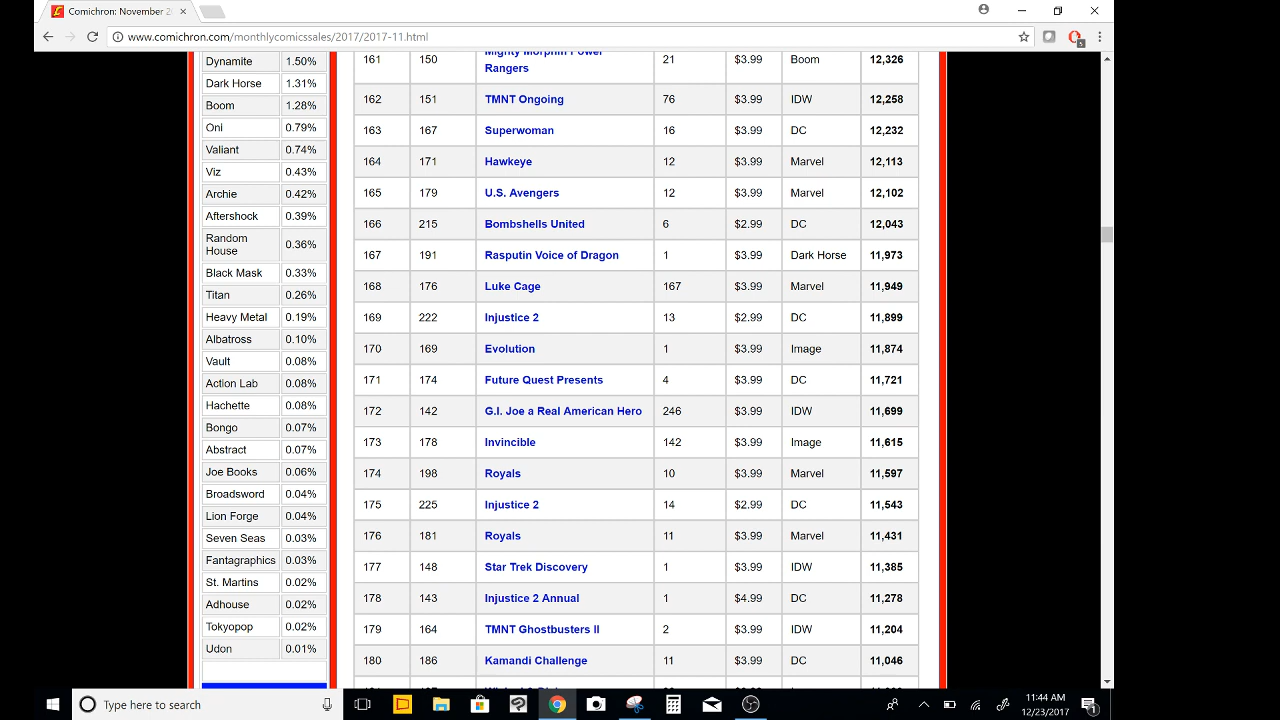 Comichron: November 2
www.comichron.com/monthlycomicssales/2017/2017-11.html
5
Dynamite 1.50%
Dark Horse 1.31%
Boom 1.28%
Oni 0.79%
Valiant 0.74%
Viz 0.43%
Archie 0.42%
Aftershock 0.39%
Random
House 0.36%
Black Mask 0.33%
Titan 0.26%
Heavy Metal 0.19%
Albatross 0.10%
Vault 0.08%
Action Lab 0.08%
Hachette 0.08%
Bongo 0.07%
Abstract 0.07%
Joe Books 0.06%
Broadsword 0.04%
Lion Forge 0.04%
Seven Seas 0.03%
Fantagraphics 0.03%
St. Martins 0.02%
Adhouse 0.02%
Tokyopop 0.02%
Udon 0.01%
161 150 Mighty Morphin Power
Rangers 21 $3.99 Boom 12,326
162 151 TMNT Ongoing 76 $3.99 IDW 12,258
163 167 Superwoman 16 $3.99 DC 12,232
164 171 Hawkeye 12 $3.99 Marvel 12,113
165 179 U.S. Avengers 12 $3.99 Marvel 12,102
166 215 Bombshells United 6 $2.99 DC 12,043
167 191 Rasputin Voice of Dragon 1 $3.99 Dark Horse 11,973
168 176 Luke Cage 167 $3.99 Marvel 11,949
169 222 Injustice 2 13 $2.99 DC 11,899
170 169 Evolution 1 $3.99 Image 11,874
171 174 Future Quest Presents 4 $3.99 DC 11,721
172 142 G.I. Joe a Real American Hero 246 $3.99 IDW 11,699
173 178 Invincible 142 $3.99 Image 11,615
174 198 Royals 10 $3.99 Marvel 11,597
175 225 Injustice 2 14 $2.99 DC 11,543
176 181 Royals 11 $3.99 Marvel 11,431
177 148 Star Trek Discovery 1 $3.99 IDW 11,385
178 143 Injustice 2 Annual 1 $4.99 DC 11,278
179 164 TMNT Ghostbusters II 2 $3.99 IDW 11,204
180 186 Kamandi Challenge 11 $3.99 DC 11,046
Type here to search
11:44 AM
12/23/2017
1